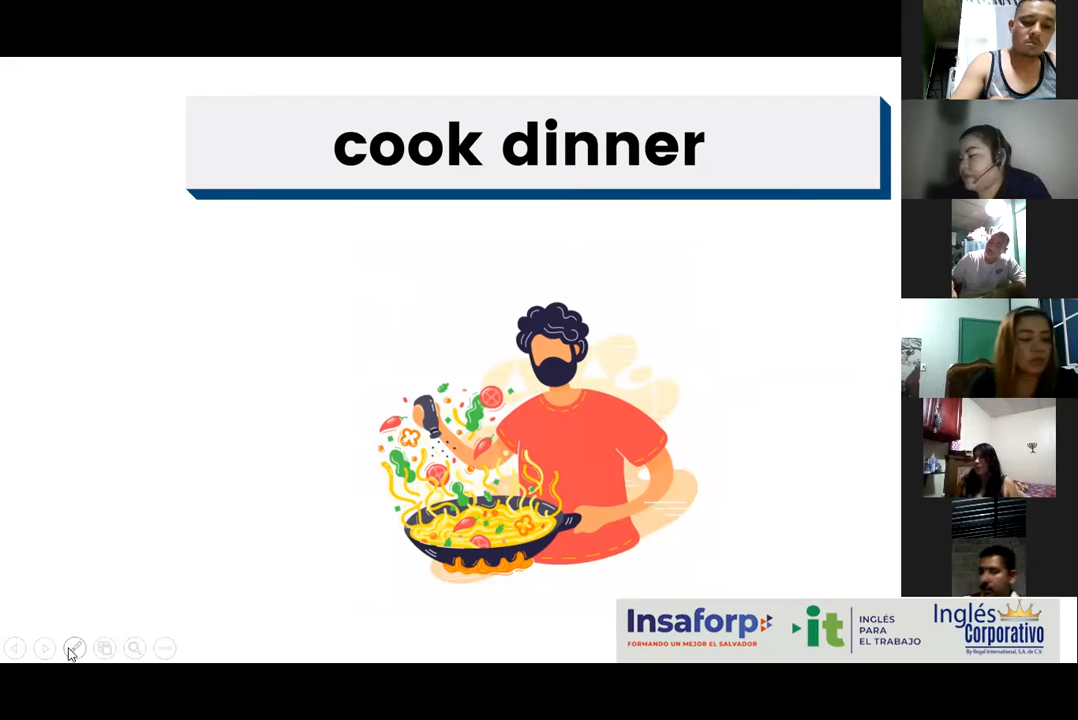 cook dinner
Insaforp
FORMANDO UN MEJOR EL SALVADOR
it
INGLÉS
PARA
EL TRABAJO
Inglés
Corporativo
By Regal International, S.A. de C.V.